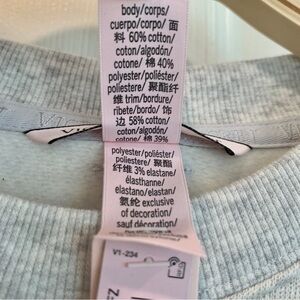 body/corps/
cuerpo/corpo/ 面
料 60% cotton/
coton/algodón/
cotone/ 棉 40%
polyester/poliéster/
poliestere/ 聚酯纤
维 trim/bordure/
ribete/bordo/ 饰
边 58% cotton/
coton/algodón/
cotone/ 棉 39%
polyester/poliéster/
poliestere/ 聚酯
纤维 3% elastane/
élasthanne/
elastano/elastan/
氨纶 exclusive
of decoration/
sauf décoration/
V1-234